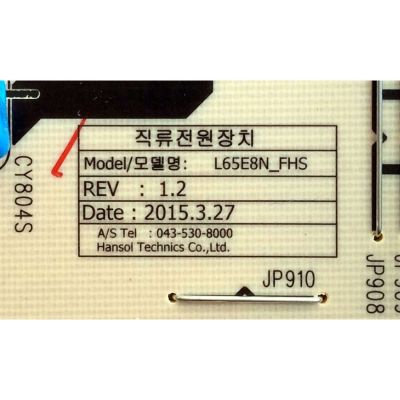 직류전원장치
Model/모델명: L65E8N_FHS
REV : 1.2
Date : 2015.3.27
A/S Tel : 043-530-8000
Hansol Technics Co.,Ltd.
CY804S
JP910
JP908